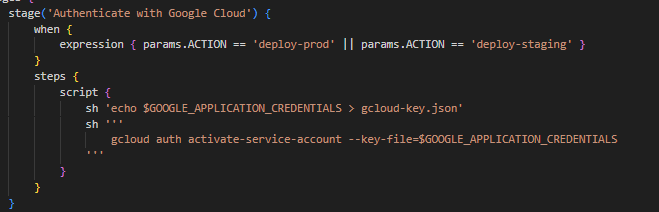 stage('Authenticate with Google Cloud') {
when {
expression { params.ACTION == 'deploy-prod' || params.ACTION == 'deploy-staging' }
}
steps {
script {
sh 'echo $GOOGLE_APPLICATION_CREDENTIALS > gcloud-key.json'
sh '''
gcloud auth activate-service-account --key-file=$GOOGLE_APPLICATION_CREDENTIALS
'''
}
}
}